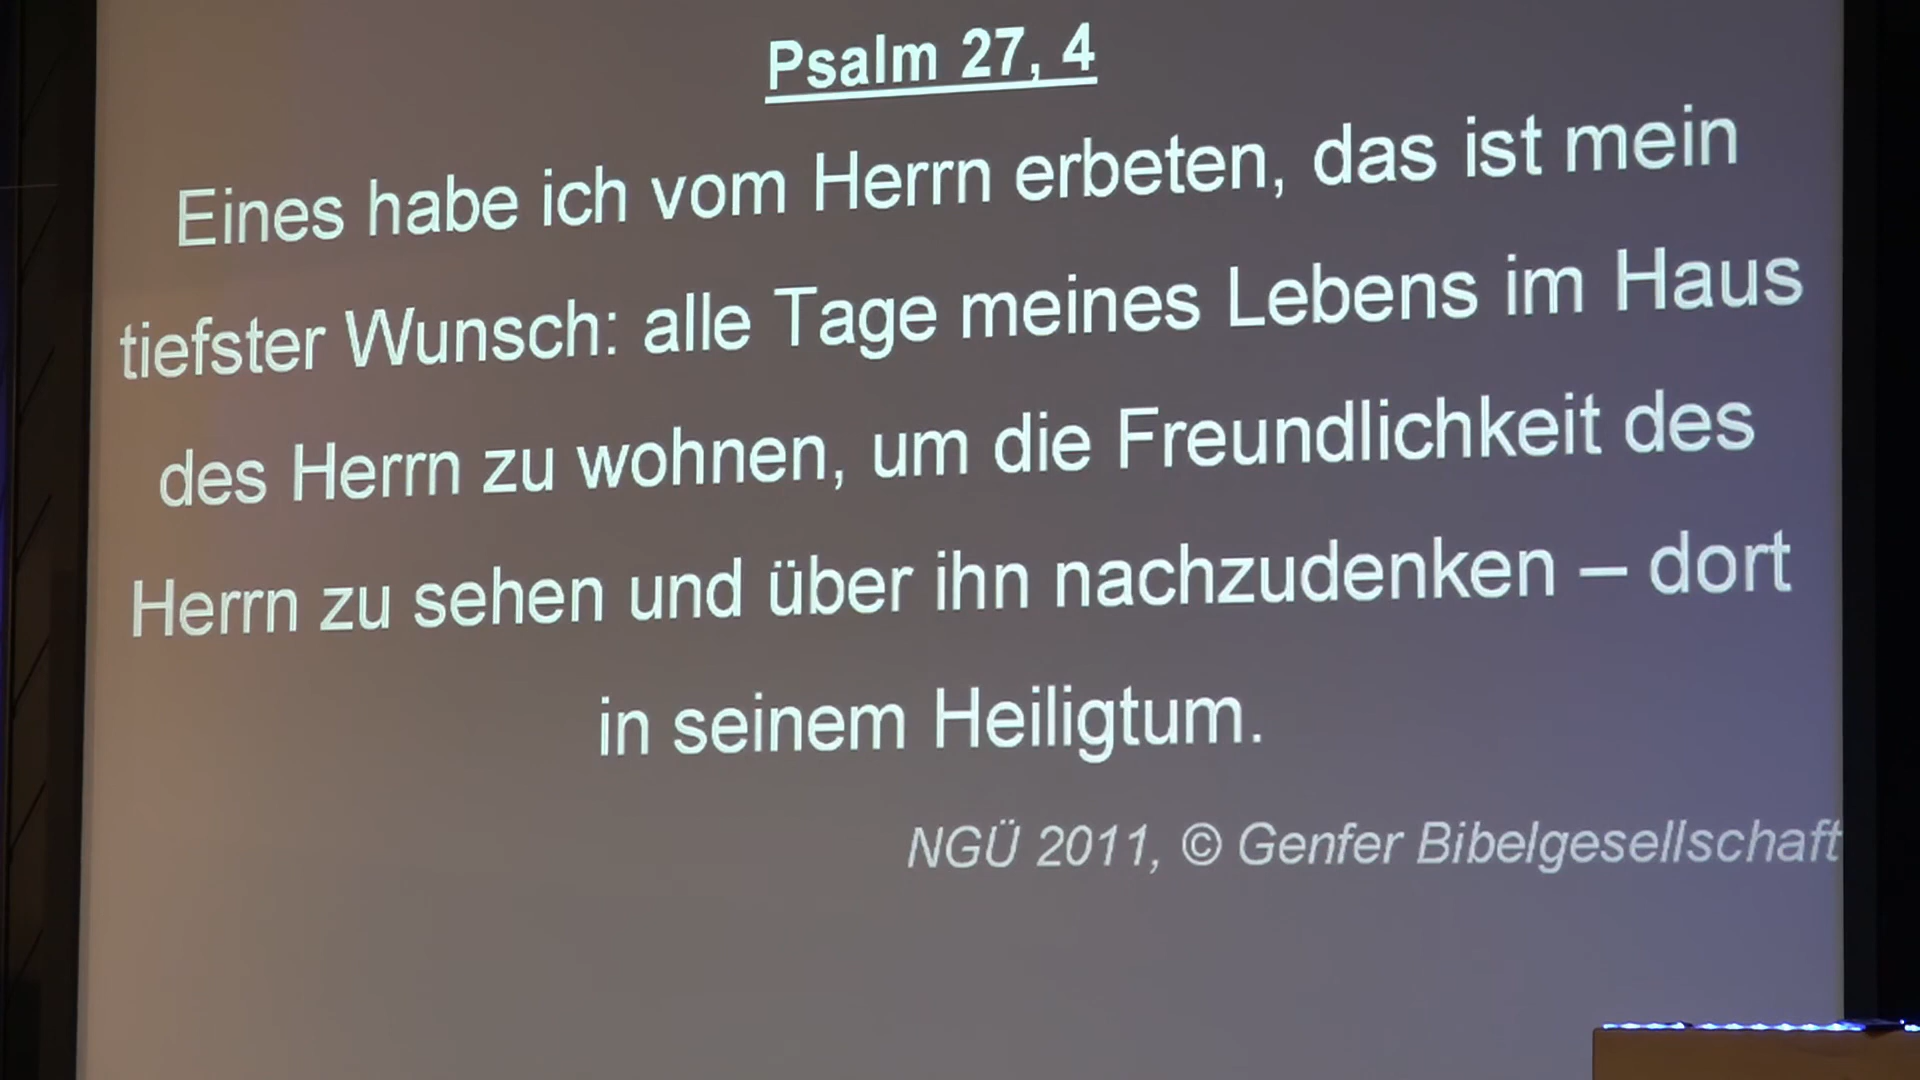 Psalm 27, 4
Eines habe ich vom Herrn erbeten, das ist mein
tiefster Wunsch: alle Tage meines Lebens im Haus
des Herrn zu wohnen, um die Freundlichkeit des
Herrn zu sehen und über ihn nachzudenken – dort
in seinem Heiligtum.
NGÜ 2011, © Genfer Bibelgesellschaft